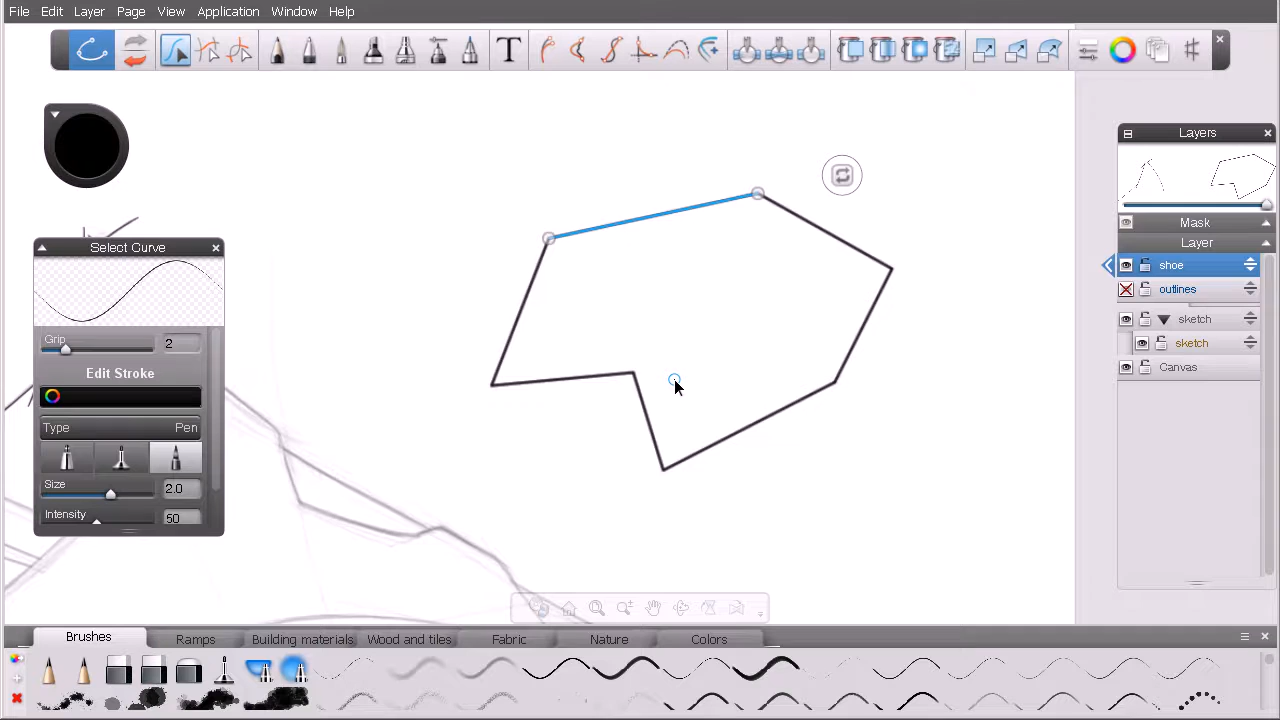 File Edit Layer Page View Application Window Help
T
Layers
Mask
Layer
shoe
outlines
sketch
sketch
Canvas
Select Curve
Grip 2
Edit Stroke
Type Pen
Size 2.0
Intensity 50
Brushes Ramps Building materials Wood and tiles Fabric Nature Colors